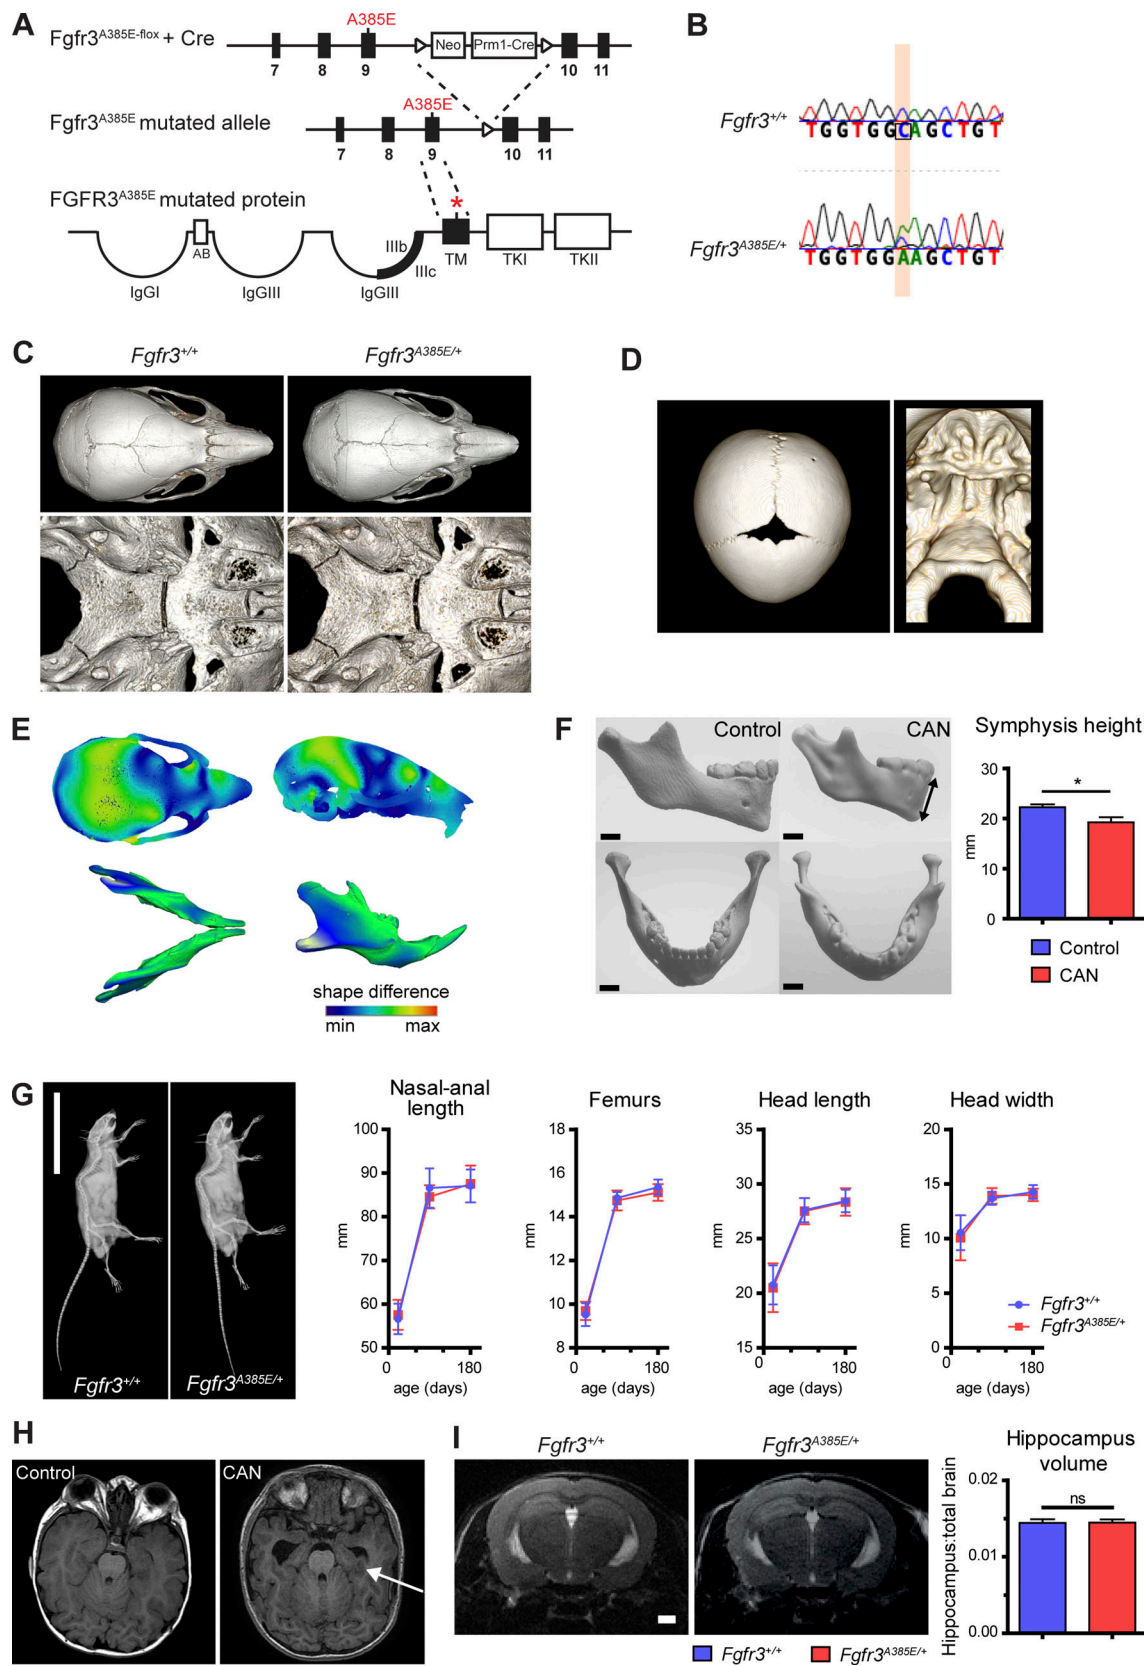 A
Fgfr3A385E-flox + Cre
A385E
Neo
Prm1-Cre
7 8 9 10 11
A385E
Fgfr3A385E mutated allele
7 8 9 10 11
FGFR3A385E mutated protein
*
AB
IIIb
IIIc
TM
TKI
TKII
IgGI
IgGIII
IgGIII
B
Fgfr3+/+
TGGTGGCAGCTGT
Fgfr3A385E/+
TGGTGGAAGCTGT
C
Fgfr3+/+
Fgfr3A385E/+
D
E
shape difference
min max
F
Control
CAN
Symphysis height
30
20
10
0
mm
*
Control
CAN
G
Fgfr3+/+
Fgfr3A385E/+
Nasal-anal
length
100
90
80
70
60
50
mm
0 180
age (days)
Femurs
16
14
12
10
8
mm
0 180
age (days)
Head length
35
30
25
20
15
mm
0 180
age (days)
Head width
20
15
10
5
0
mm
0 180
age (days)
Fgfr3+/+
Fgfr3A385E/+
H
Control
CAN
I
Fgfr3+/+
Fgfr3A385E/+
Fgfr3+/+
Fgfr3A385E/+
Hippocampus
volume
Hippocampus:total brain
0.02
0.01
0.00
ns